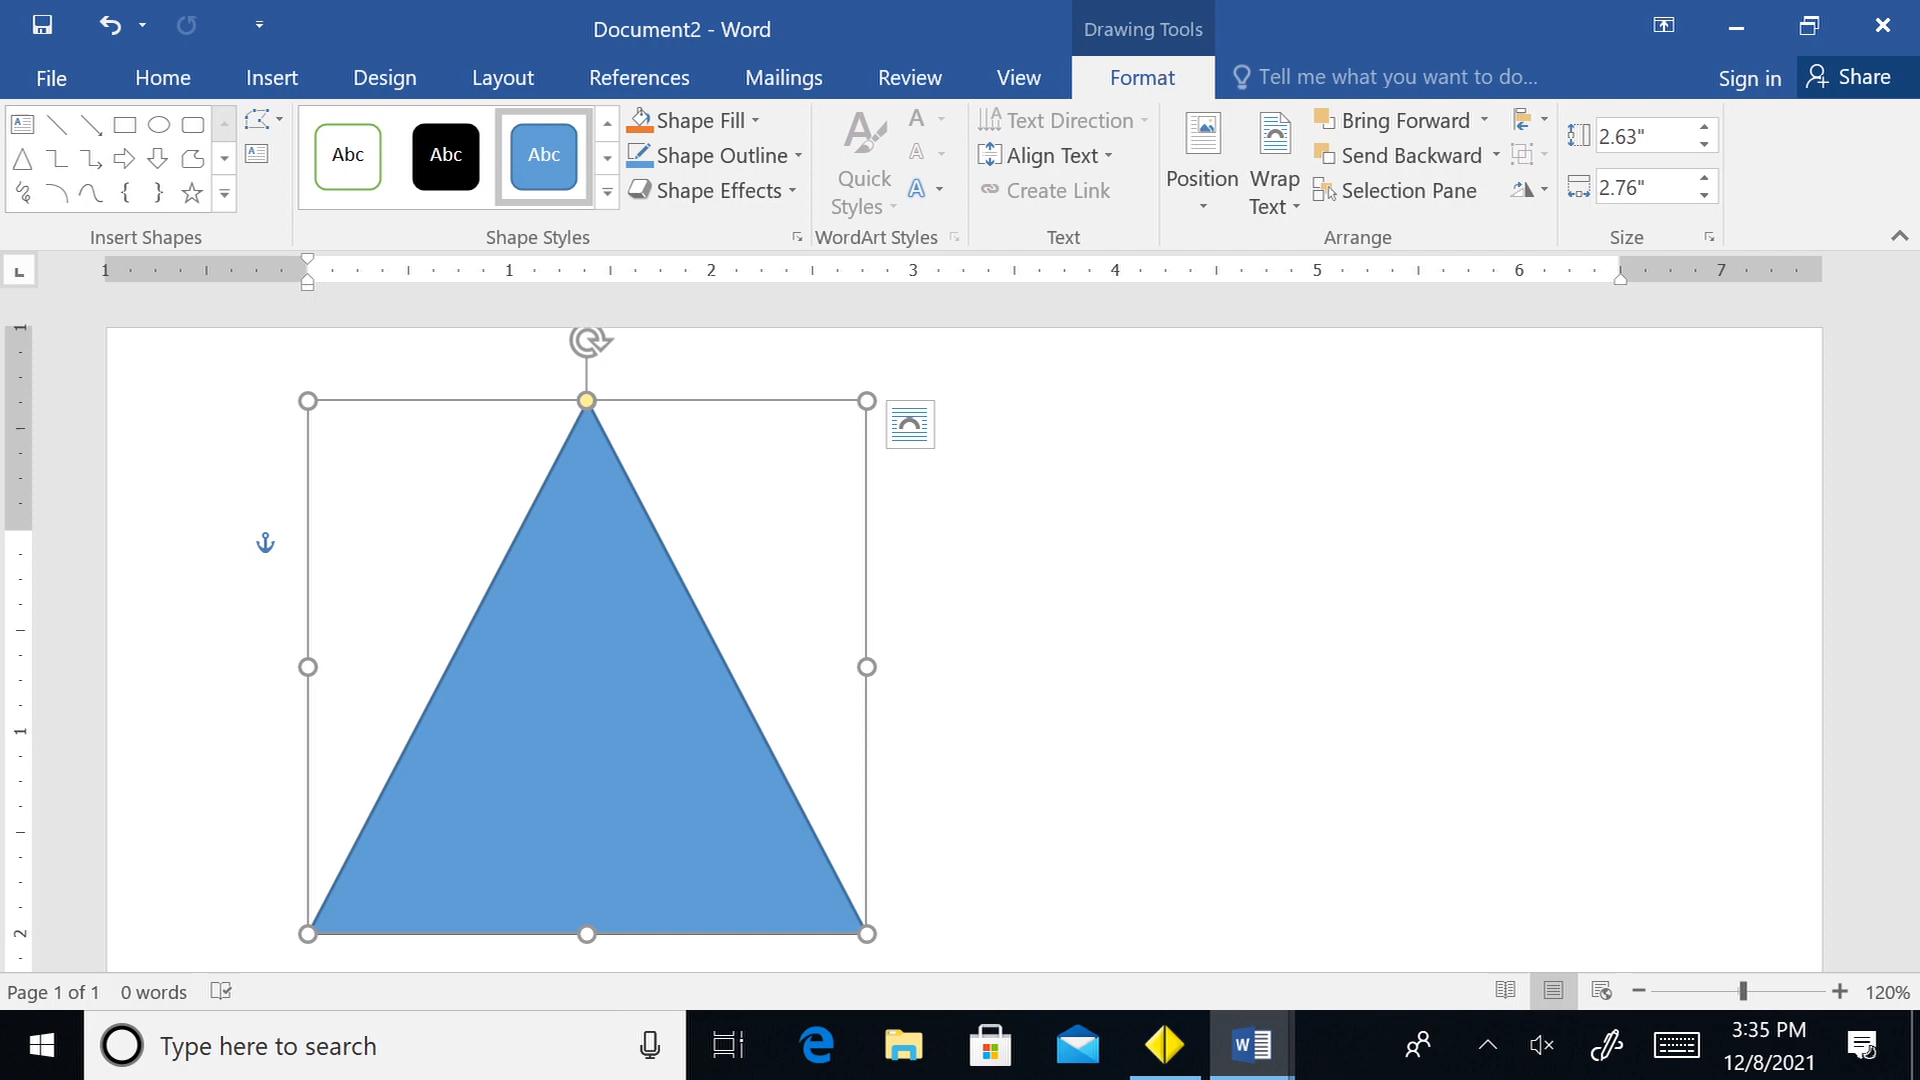 Document2 - Word
Drawing Tools
File Home Insert Design Layout References Mailings Review View Format Tell me what you want to do... Sign in Share
Abc Abc Abc
Shape Fill
Shape Outline
Shape Effects
Quick Styles
Text Direction
Align Text
Create Link
Position
Wrap Text
Bring Forward
Send Backward
Selection Pane
2.63"
2.76"
Insert Shapes Shape Styles WordArt Styles Text Arrange Size
1 1 2 3 4 5 6 7
1
1
2
Page 1 of 1 0 words 120%
Type here to search
3:35 PM
12/8/2021